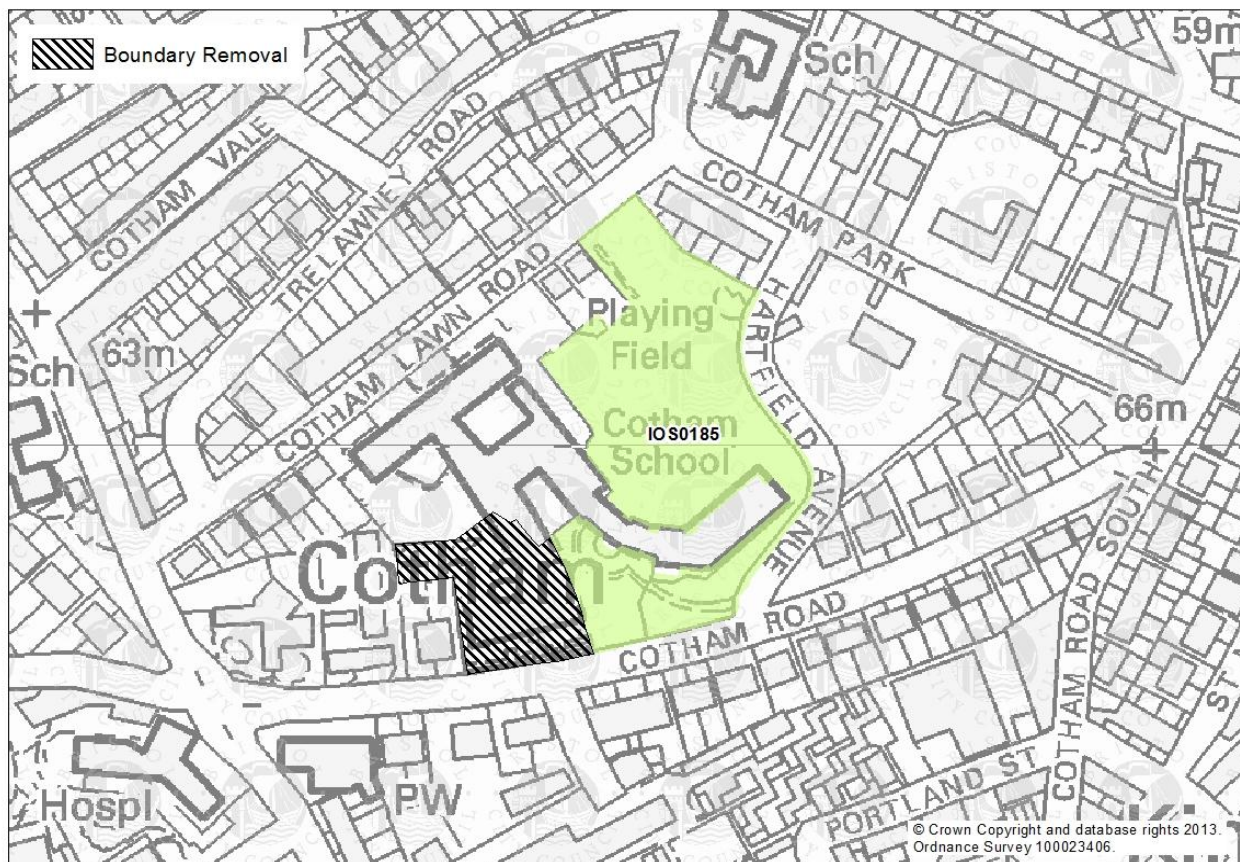 Boundary Removal
59m
Sch
COTHAM VALE
TRELAWNEY ROAD
COTHAM PARK
COTHAM LAWN ROAD
HARTFIELD AVENUE
Playing
Field
63m
Sch
66m
Cotham
School
IOS0185
Cotham
COTHAM ROAD
COTHAM ROAD SOUTH
Hospl
PW
PORTLAND ST
© Crown Copyright and database rights 2013.
Ordnance Survey 100023406.